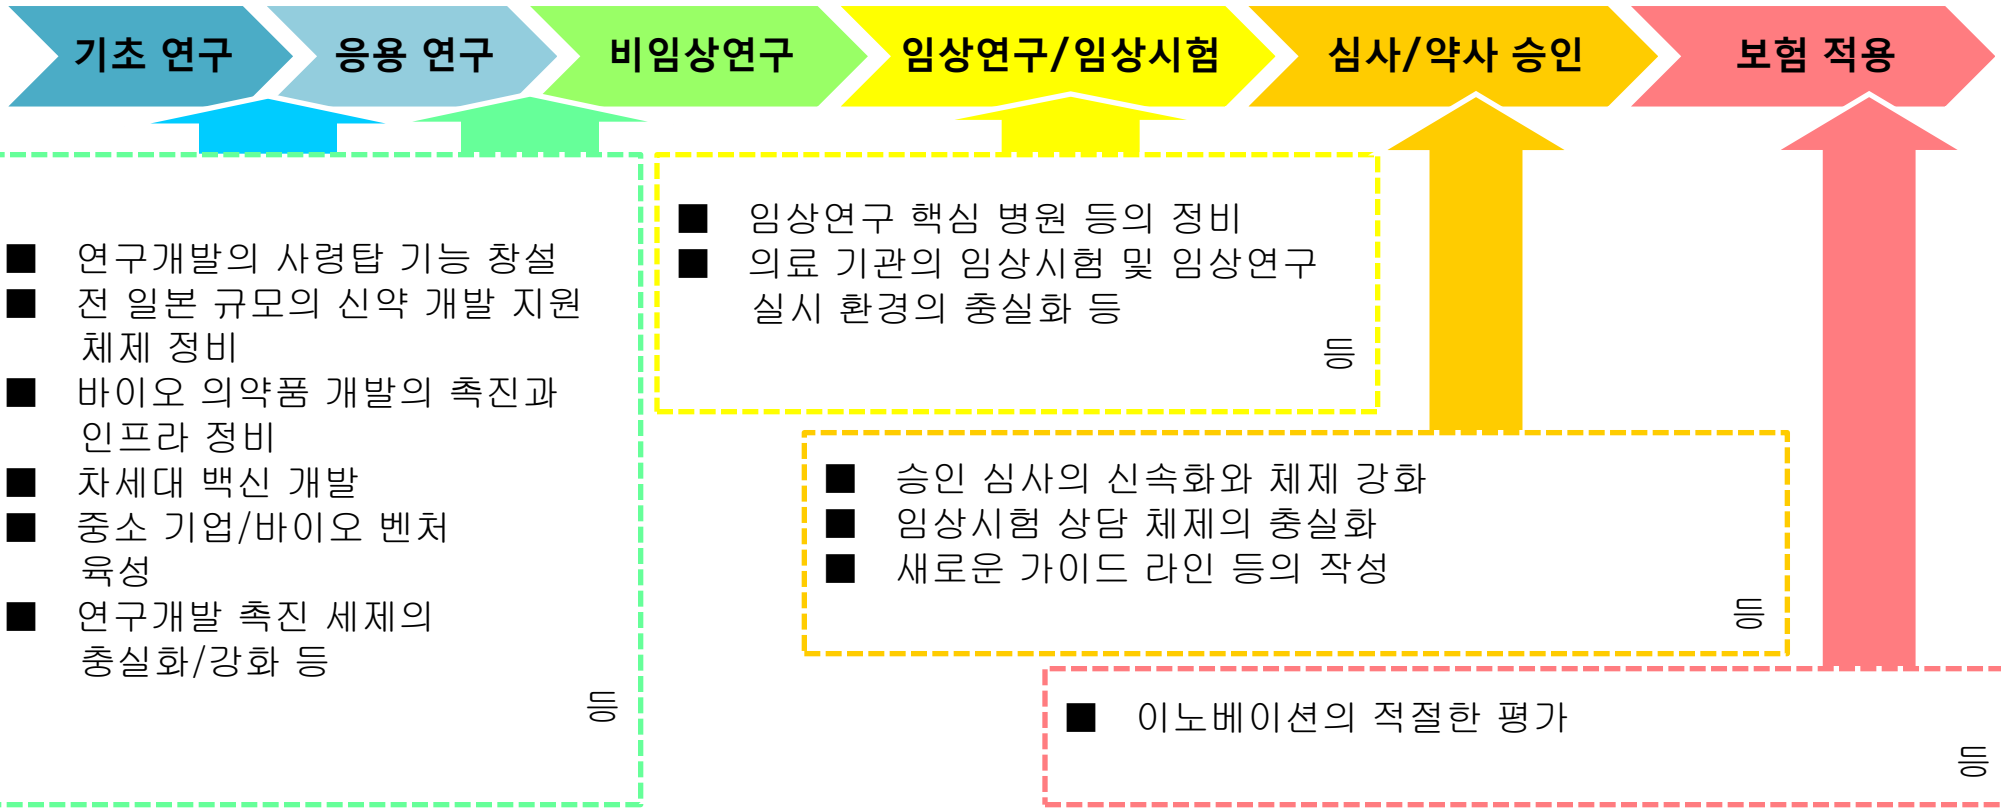 기초 연구
응용 연구
비임상연구
임상연구/임상시험
심사/약사 승인
보험 적용
■ 연구개발의 사령탑 기능 창설
■ 전 일본 규모의 신약 개발 지원
체제 정비
■ 바이오 의약품 개발의 촉진과
인프라 정비
■ 차세대 백신 개발
■ 중소 기업/바이오 벤처
육성
■ 연구개발 촉진 세제의
충실화/강화 등
등
■ 임상연구 핵심 병원 등의 정비
■ 의료 기관의 임상시험 및 임상연구
실시 환경의 충실화 등
등
■ 승인 심사의 신속화와 체제 강화
■ 임상시험 상담 체제의 충실화
■ 새로운 가이드 라인 등의 작성
등
■ 이노베이션의 적절한 평가
등